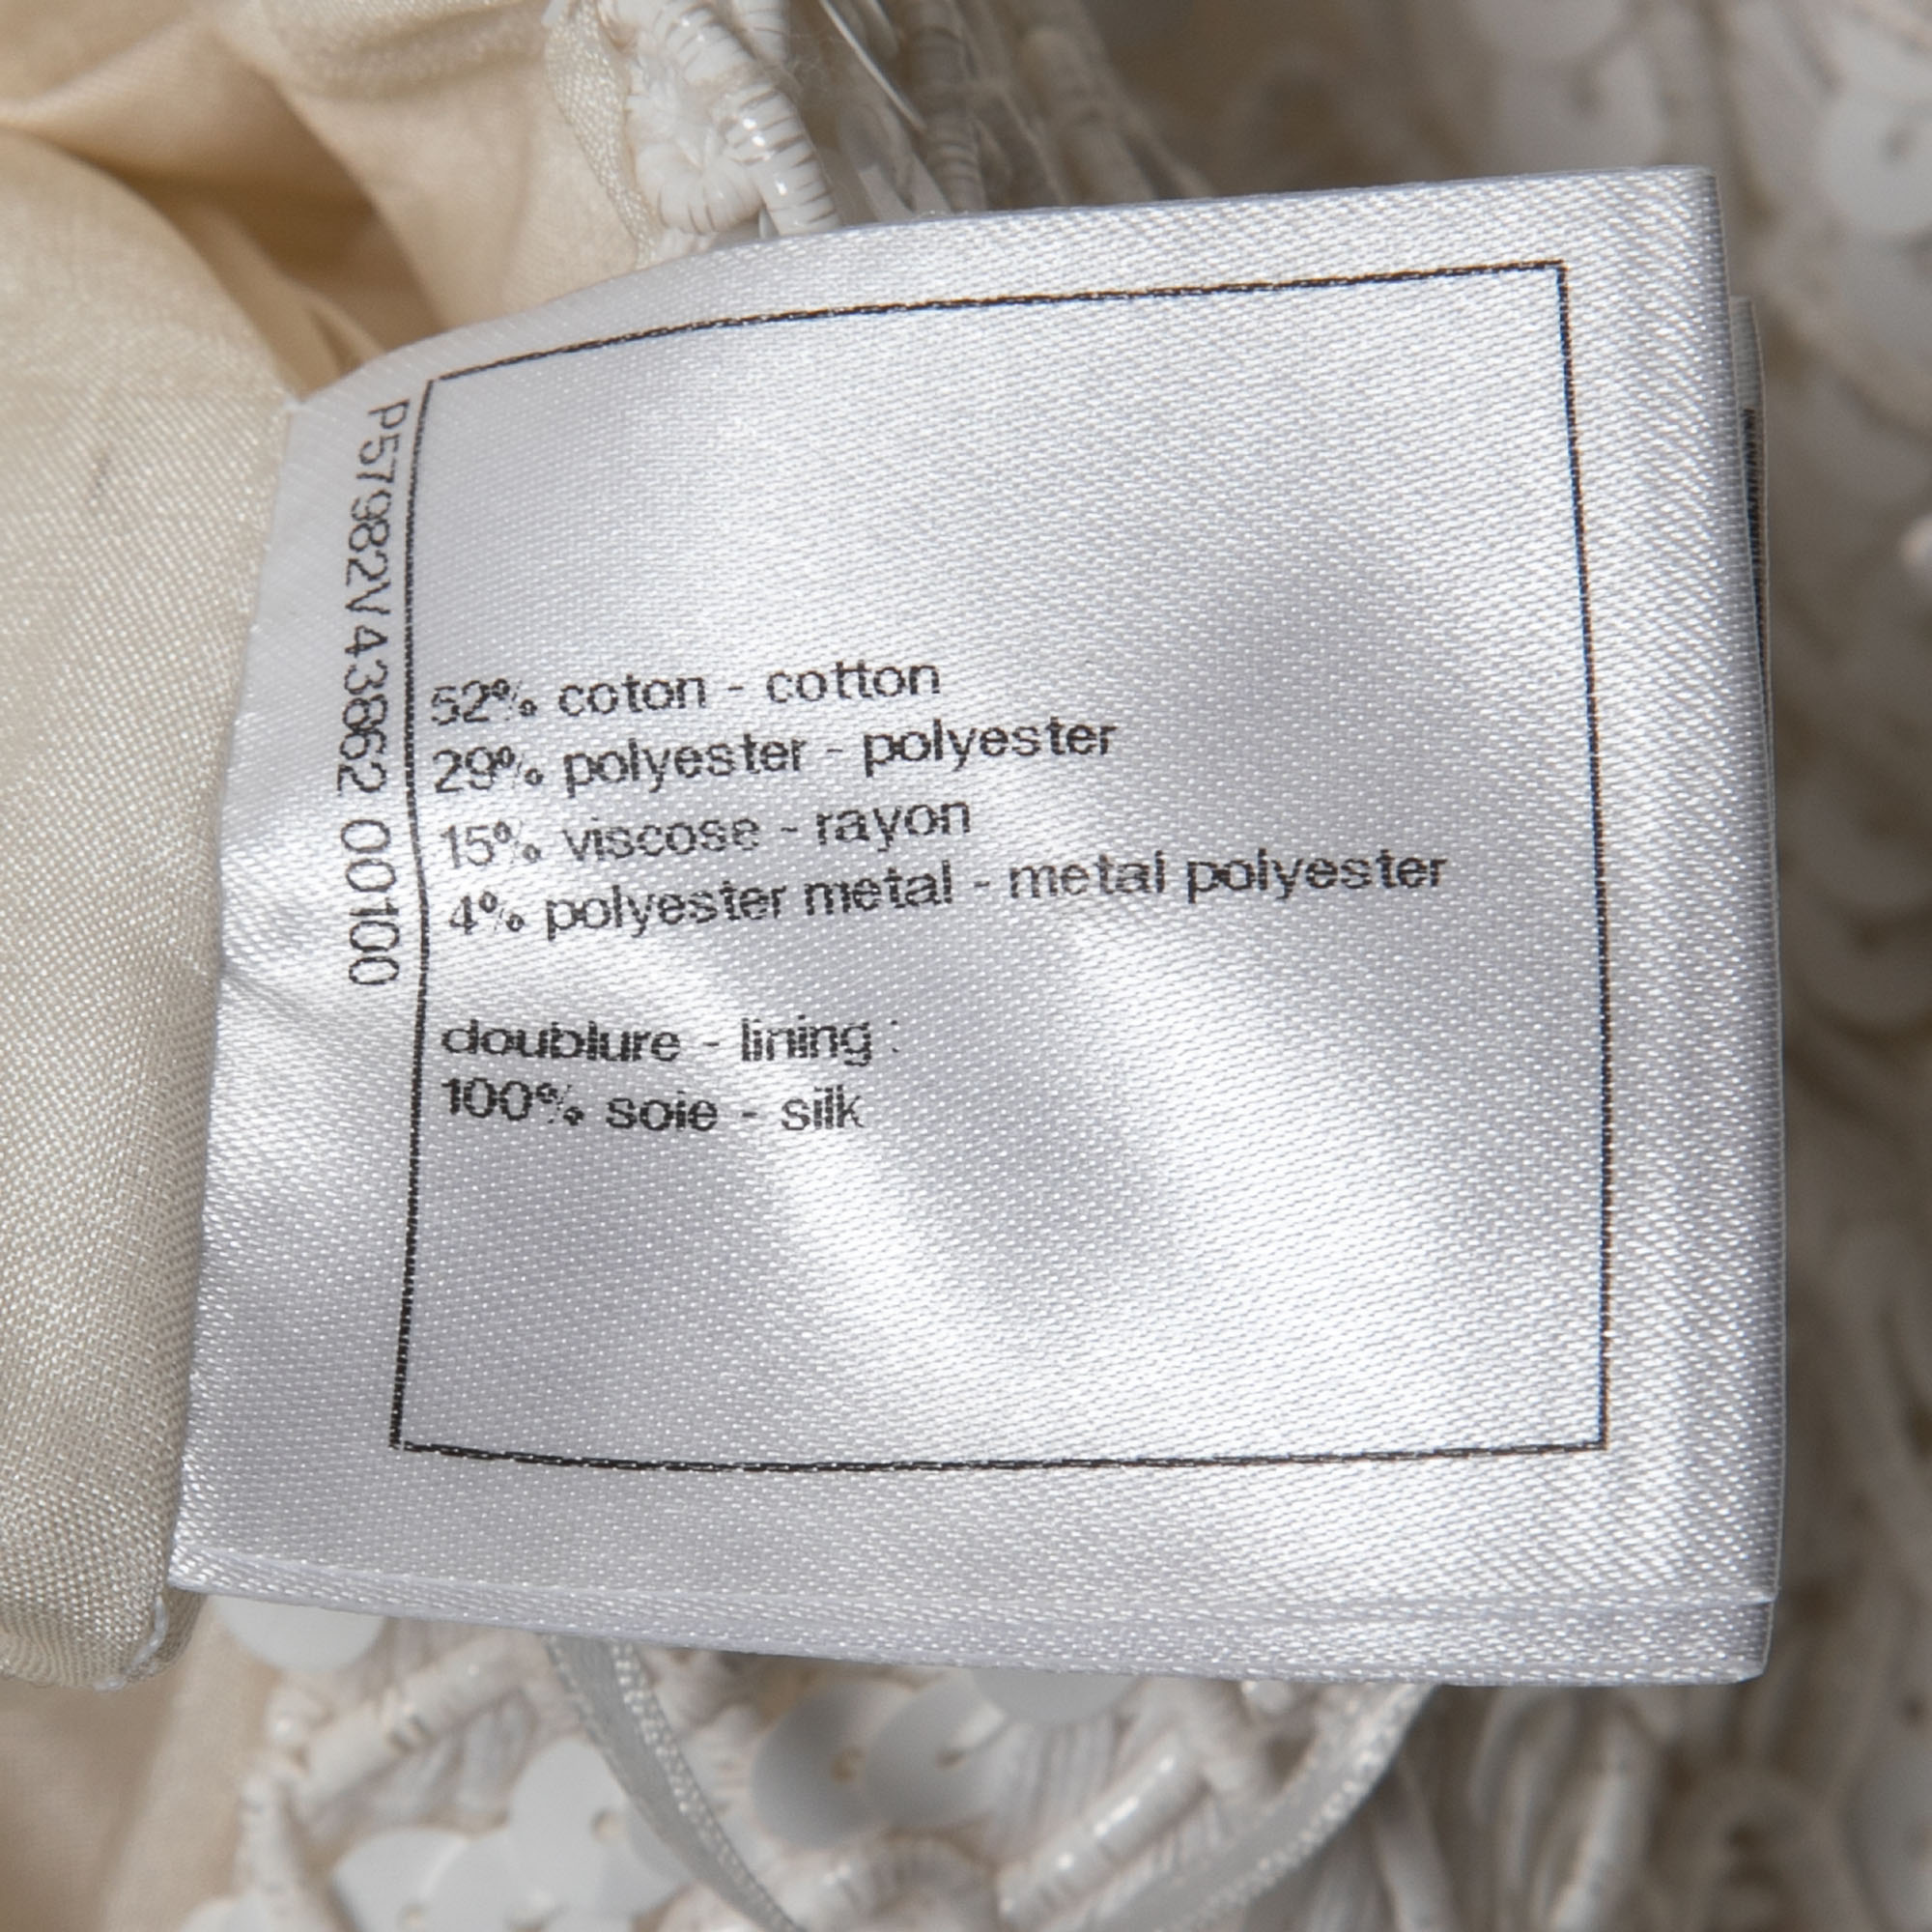 P57982V43862 00100
52% coton - cotton
29% polyester - polyester
15% viscose - rayon
4% polyester metal - metal polyester
doublure - lining :
100% soie - silk